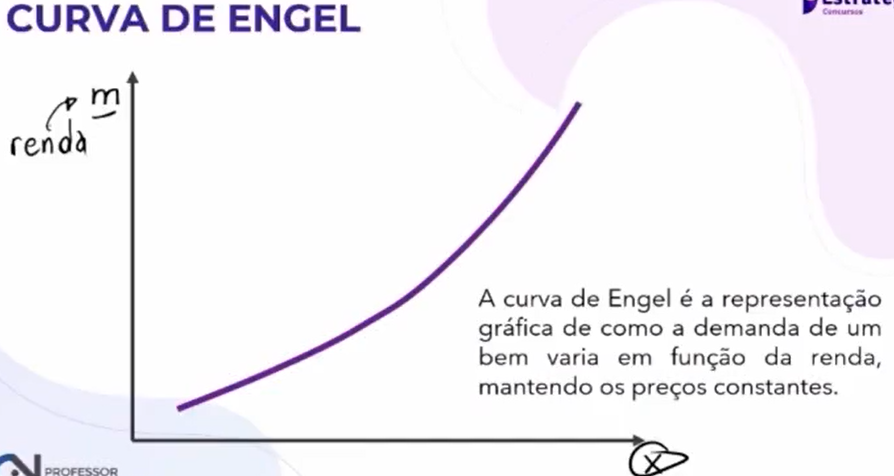 CURVA DE ENGEL
Concursos
m
renda
A curva de Engel é a representação
gráfica de como a demanda de um
bem varia em função da renda,
mantendo os preços constantes.
x
PROFESSOR